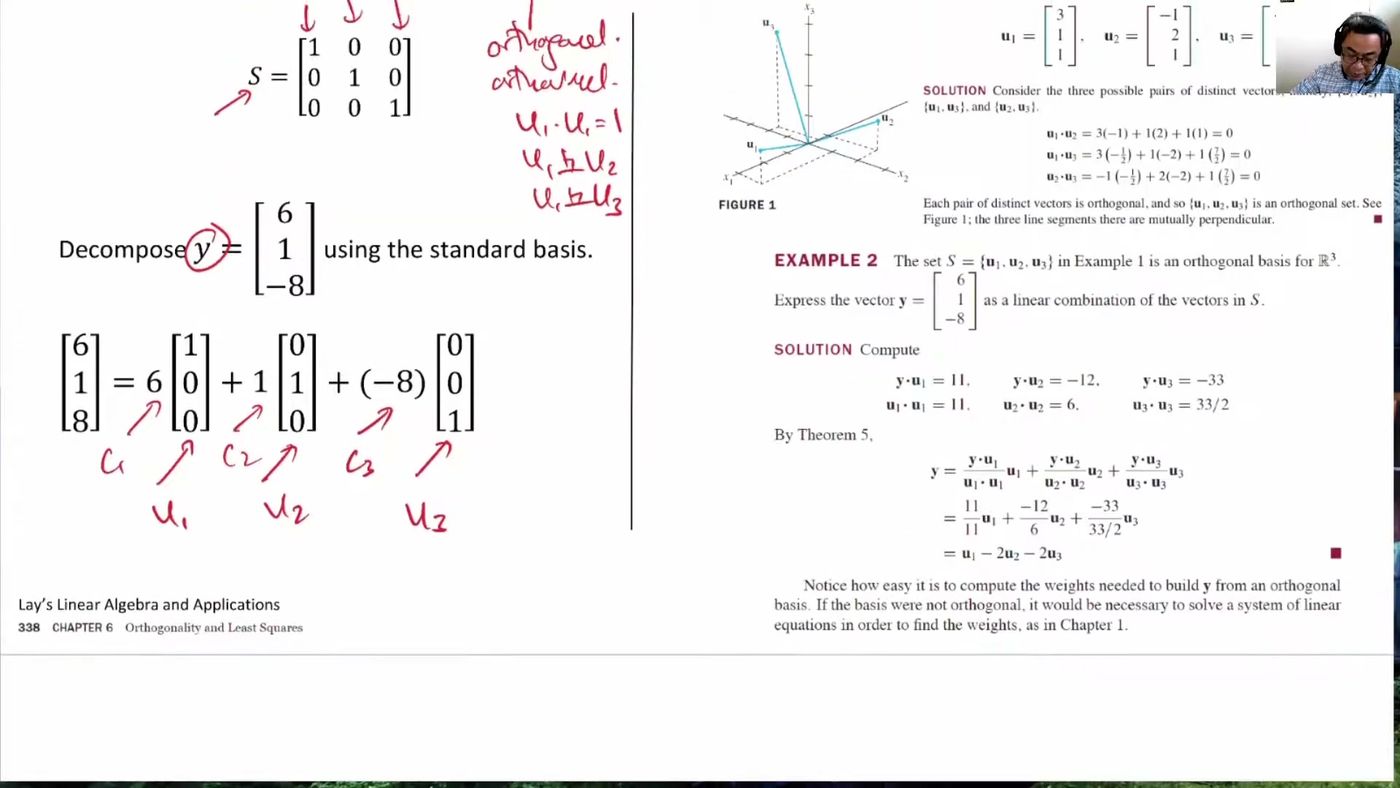 S = [1 0 0
0 1 0
0 0 1]
orthogonal.
u₁·u₁=1
u₁ ⊥ u₂
u₁ ⊥ u₃
Decompose y = [6 1 −8] using the standard basis.
[6 1 8] = 6 [1 0 0] + 1 [0 1 0] + (−8) [0 0 1]
C₁ C₂ C₃
u₁ u₂ u₃
Lay's Linear Algebra and Applications
338 CHAPTER 6 Orthogonality and Least Squares
x₃
u₃
u₂
u₁
x₁
x₂
FIGURE 1
u₁ = [3 1 1], u₂ = [−1 2 1], u₃ = [
SOLUTION Consider the three possible pairs of distinct vector
{u₁, u₃}, and {u₂, u₃}.
u₁·u₂ = 3(−1) + 1(2) + 1(1) = 0
u₁·u₃ = 3(−1/2) + 1(−2) + 1(7/2) = 0
u₂·u₃ = −1(−1/2) + 2(−2) + 1(7/2) = 0
Each pair of distinct vectors is orthogonal, and so {u₁, u₂, u₃} is an orthogonal set. See
Figure 1; the three line segments there are mutually perpendicular.
EXAMPLE 2 The set S = {u₁, u₂, u₃} in Example 1 is an orthogonal basis for ℝ³.
Express the vector y = [6 1 −8] as a linear combination of the vectors in S.
SOLUTION Compute
y·u₁ = 11, y·u₂ = −12, y·u₃ = −33
u₁·u₁ = 11, u₂·u₂ = 6, u₃·u₃ = 33/2
By Theorem 5,
y = y·u₁/u₁·u₁ u₁ + y·u₂/u₂·u₂ u₂ + y·u₃/u₃·u₃ u₃
= 11/11 u₁ + −12/6 u₂ + −33/33/2 u₃
= u₁ − 2u₂ − 2u₃
Notice how easy it is to compute the weights needed to build y from an orthogonal
basis. If the basis were not orthogonal, it would be necessary to solve a system of linear
equations in order to find the weights, as in Chapter 1.